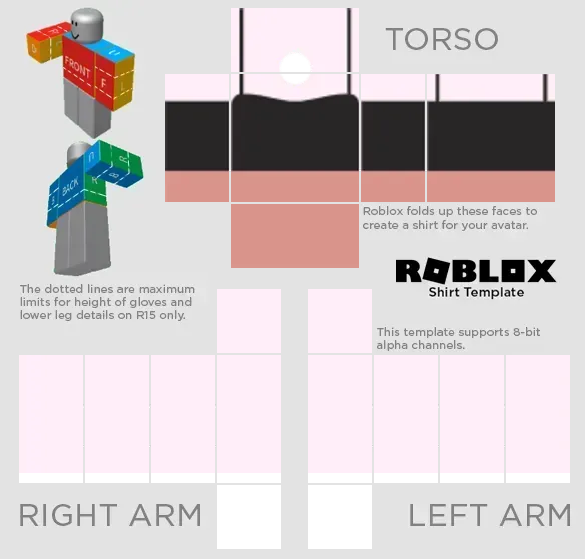 TORSO
FRONT
F
L
U
BACK
R
Roblox folds up these faces to
create a shirt for your avatar.
ROBLOX
Shirt Template
The dotted lines are maximum
limits for height of gloves and
lower leg details on R15 only.
This template supports 8-bit
alpha channels.
RIGHT ARM
LEFT ARM